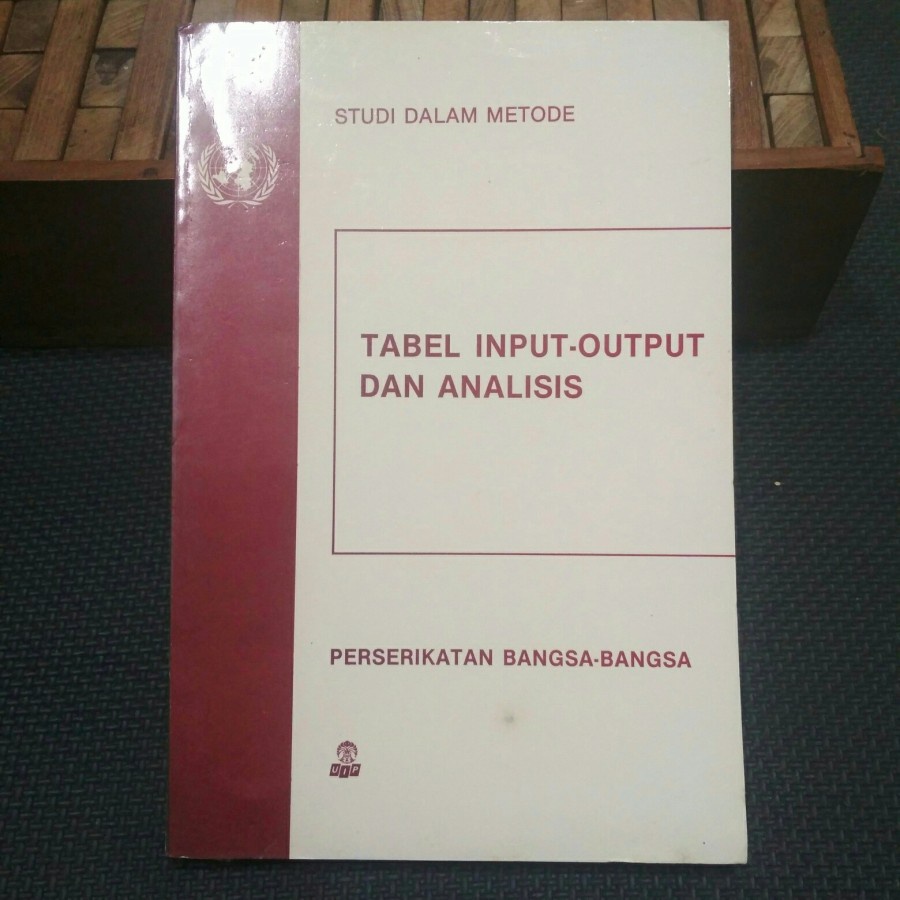 STUDI DALAM METODE
TABEL INPUT-OUTPUT
DAN ANALISIS
PERSERIKATAN BANGSA-BANGSA
UIP